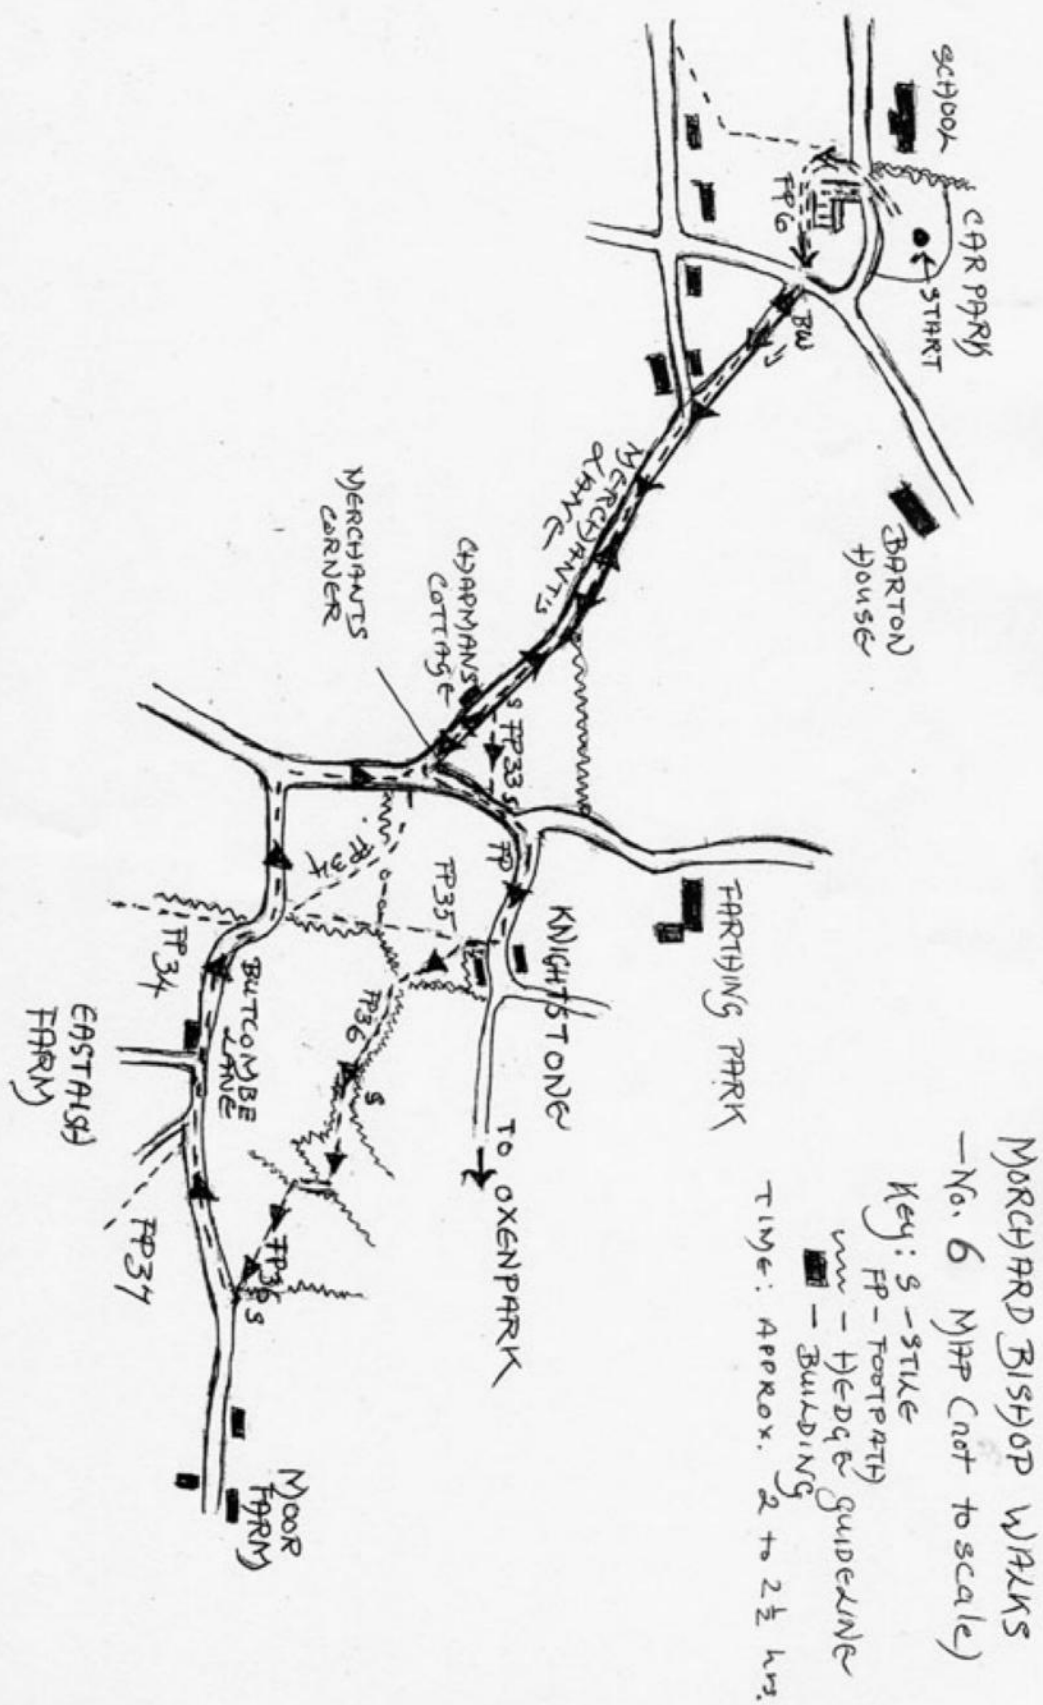 MORCHARD BISHOP WALKS
-No. 6 MAP (not to scale)
Key: S - STILE
FP - FOOTPATH
- HEDGE GUIDELINE
- BUILDING
TIME: APPROX. 2 to 2½ hrs.
SCHOOL
CAR PARK
START
FP6
BW
BARTON
HOUSE
MERCHANT'S
LANE
CHAPMANS
COTTAGE
MERCHANTS
CORNER
S
FP33
S
FP
FARTHING PARK
KNIGHTSTONE
TO OXENPARK
FP35
FP37
FP36
S
FP34
BUTCOMBE
LANE
EASTAISH
FARM
FP36
S
FP37
MOOR
FARM